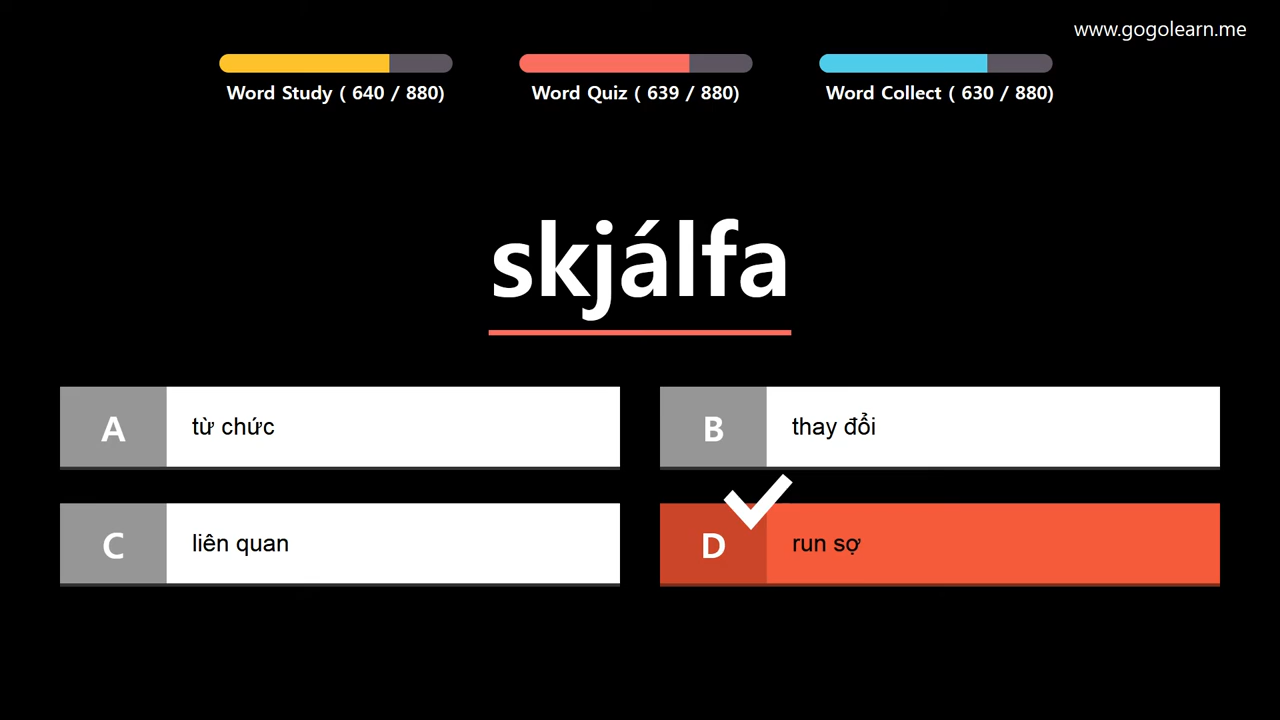 www.gogolearn.me
Word Study ( 640 / 880)
Word Quiz ( 639 / 880)
Word Collect ( 630 / 880)
skjálfa
A
từ chức
B
thay đổi
C
liên quan
D
run sợ